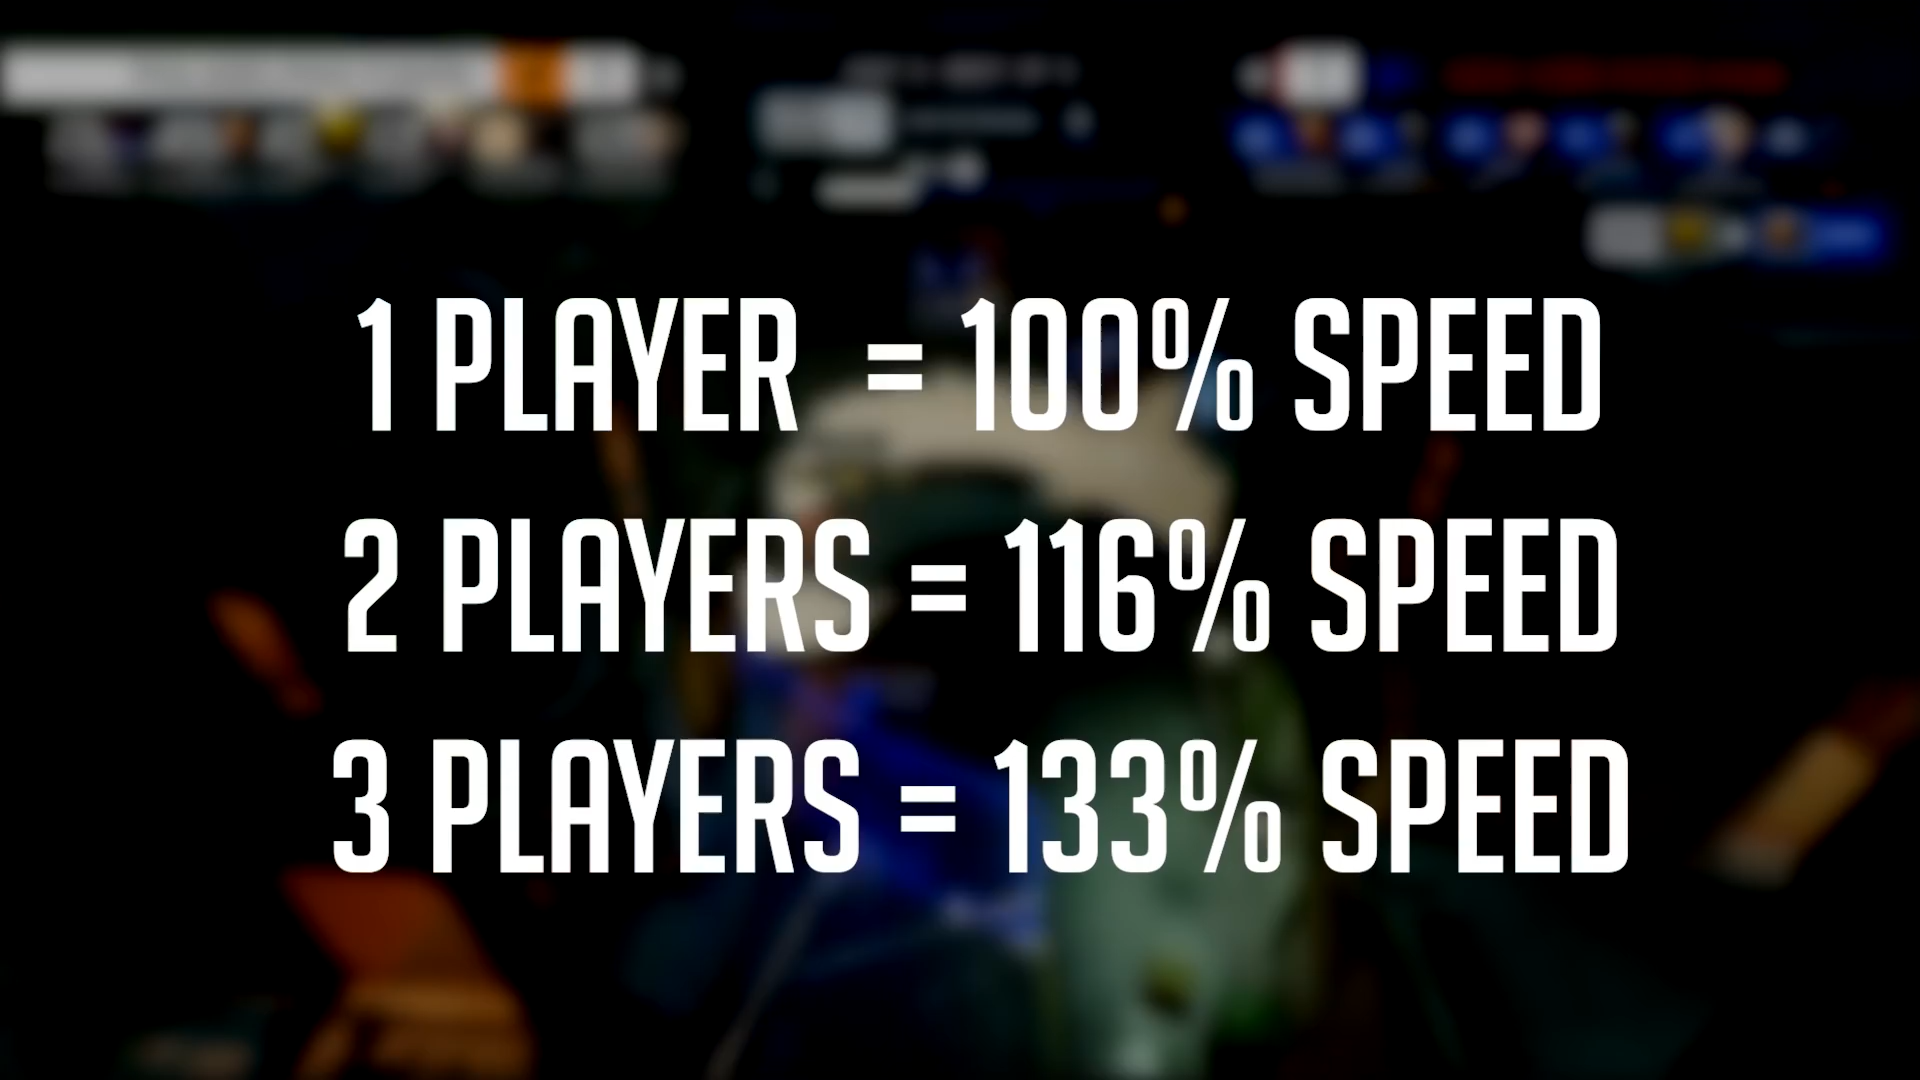 1 PLAYER = 100% SPEED
2 PLAYERS = 116% SPEED
3 PLAYERS = 133% SPEED